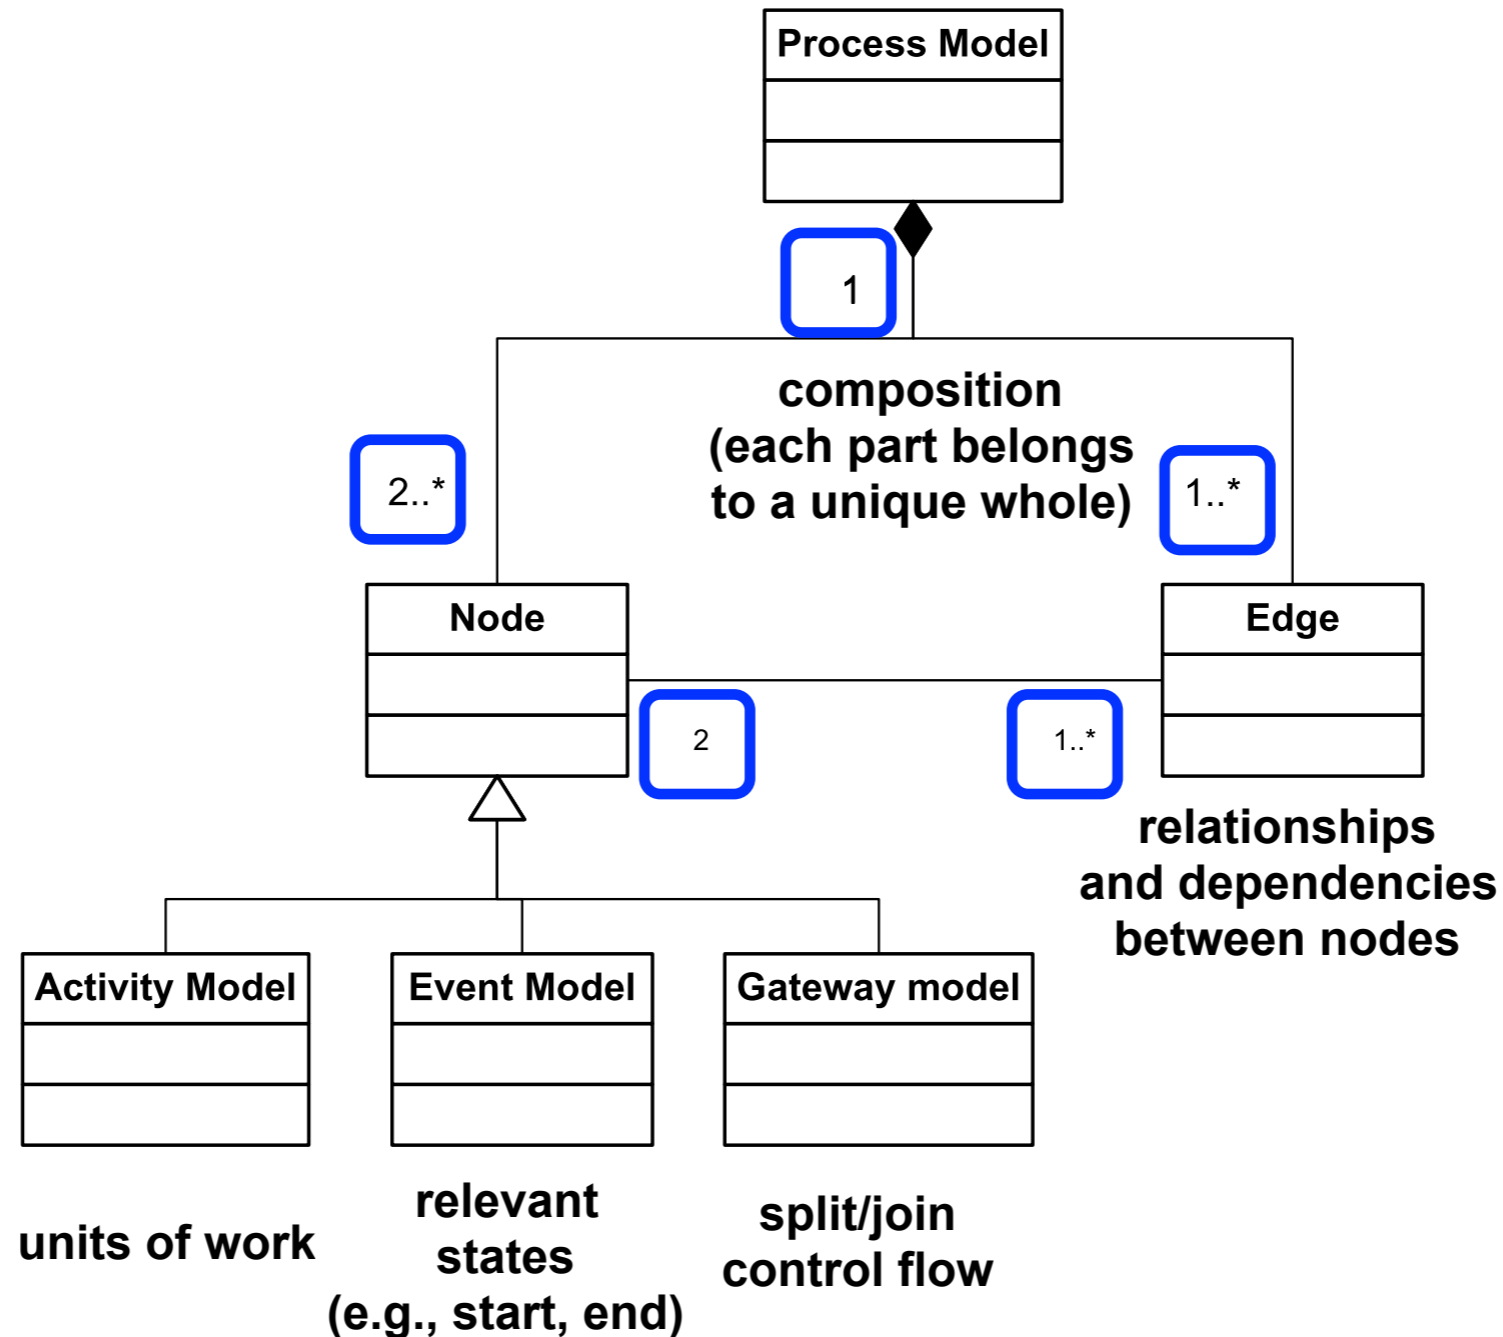 Process Model
1
composition
(each part belongs
to a unique whole)
2..*
1..*
Node
Edge
2
1..*
relationships
and dependencies
between nodes
Activity Model
Event Model
Gateway model
units of work
relevant
states
(e.g., start, end)
split/join
control flow